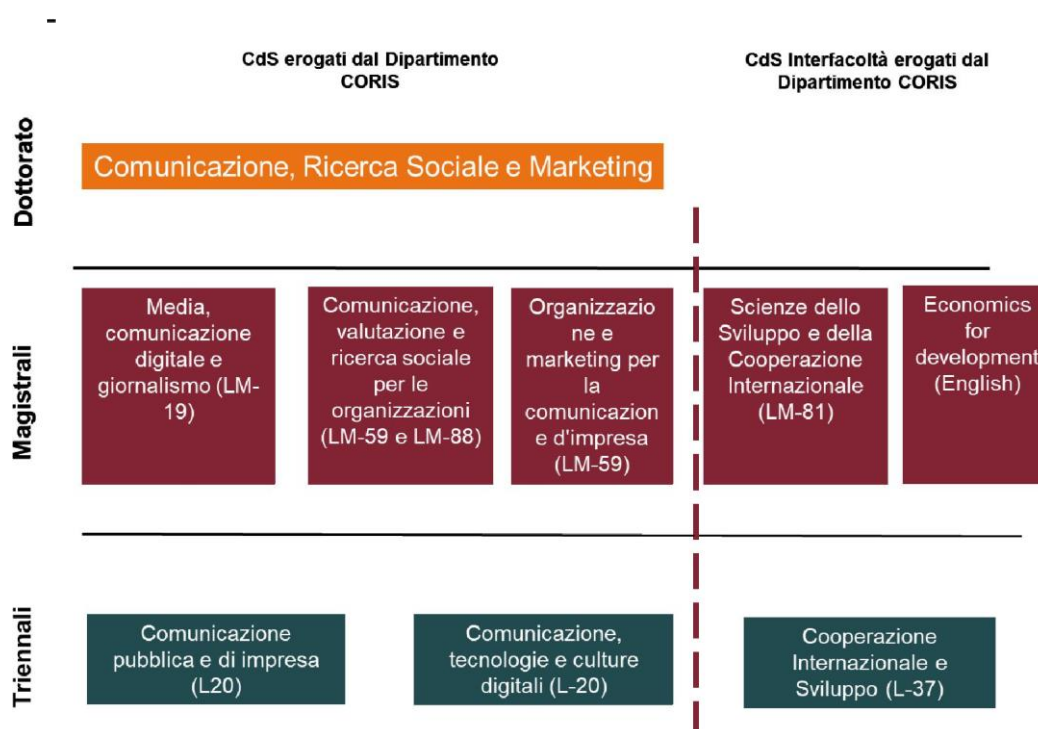 -
CdS erogati dal Dipartimento
CORIS
CdS Interfacoltà erogati dal
Dipartimento CORIS
Dottorato
Comunicazione, Ricerca Sociale e Marketing
Magistrali
Media,
comunicazione
digitale e
giornalismo (LM-
19)
Comunicazione,
valutazione e
ricerca sociale
per le
organizzazioni
(LM-59 e LM-88)
Organizzazio
ne e
marketing per
la
comunicazion
e d'impresa
(LM-59)
Scienze dello
Sviluppo e della
Cooperazione
Internazionale
(LM-81)
Economics
for
development
(English)
Triennali
Comunicazione
pubblica e di impresa
(L20)
Comunicazione,
tecnologie e culture
digitali (L-20)
Cooperazione
Internazionale e
Sviluppo (L-37)